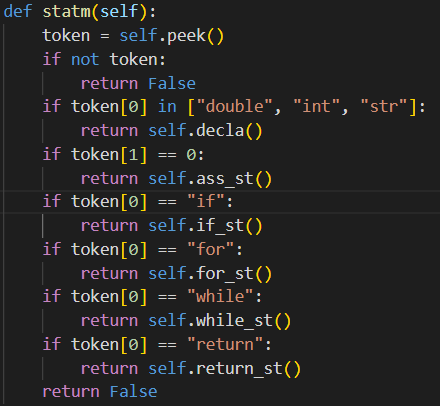 def statm(self):
    token = self.peek()
    if not token:
        return False
    if token[0] in ["double", "int", "str"]:
        return self.decla()
    if token[1] == 0:
        return self.ass_st()
    if token[0] == "if":
        return self.if_st()
    if token[0] == "for":
        return self.for_st()
    if token[0] == "while":
        return self.while_st()
    if token[0] == "return":
        return self.return_st()
    return False